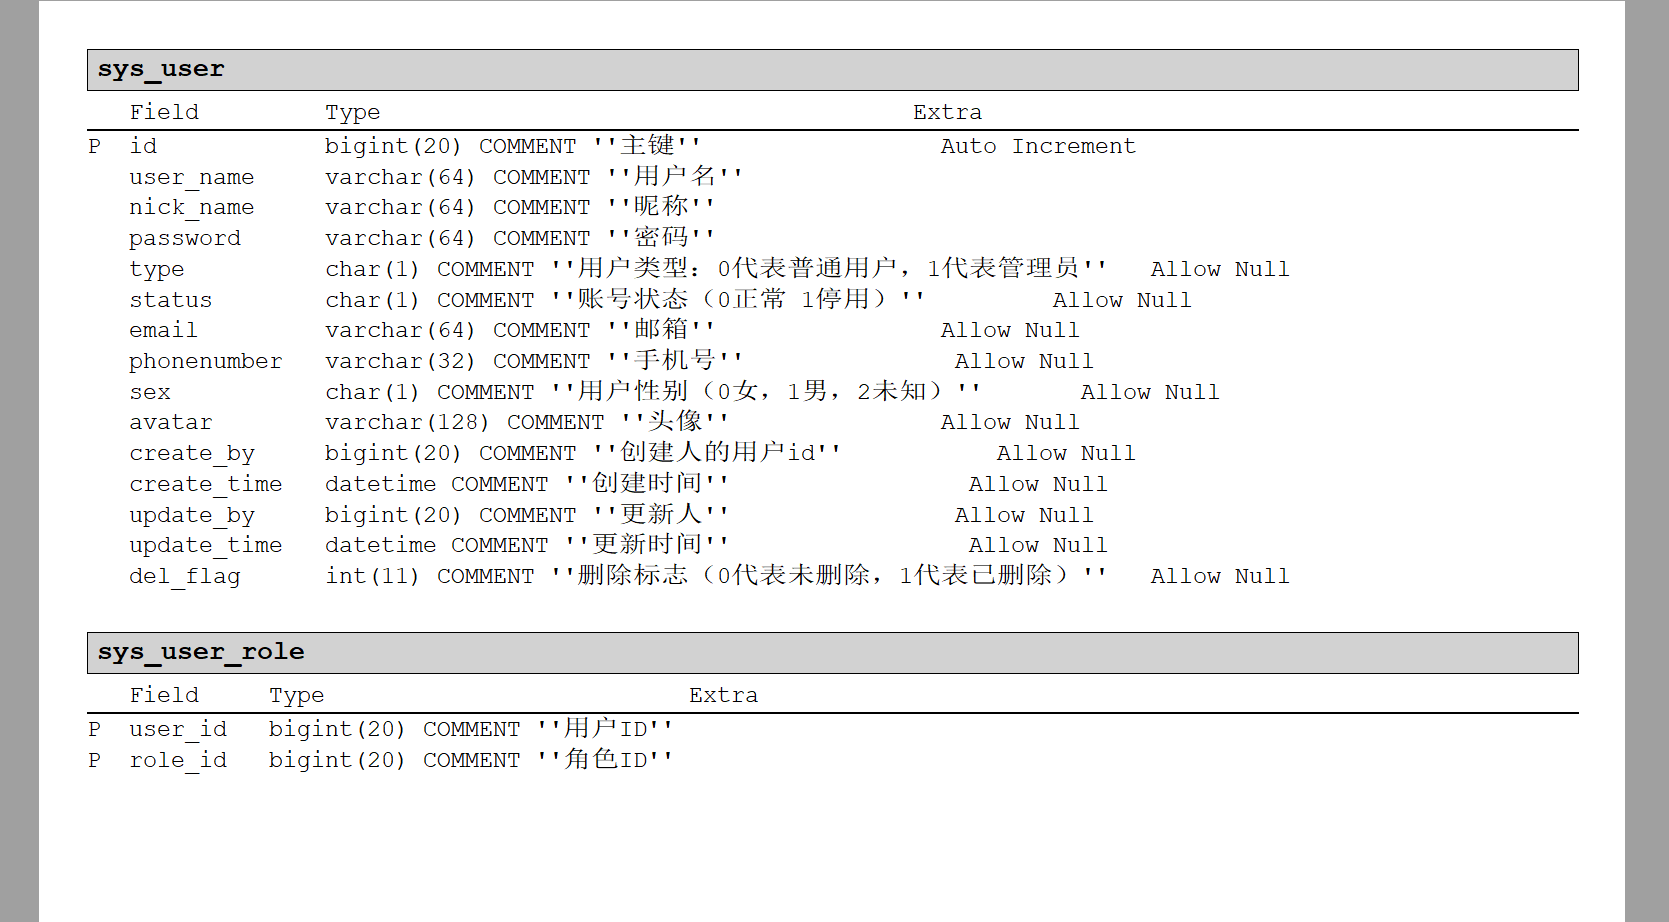 sys_user
Field Type Extra
P id bigint(20) COMMENT ''主键'' Auto Increment
user_name varchar(64) COMMENT ''用户名''
nick_name varchar(64) COMMENT ''昵称''
password varchar(64) COMMENT ''密码''
type char(1) COMMENT ''用户类型：0代表普通用户，1代表管理员'' Allow Null
status char(1) COMMENT ''账号状态（0正常 1停用）'' Allow Null
email varchar(64) COMMENT ''邮箱'' Allow Null
phonenumber varchar(32) COMMENT ''手机号'' Allow Null
sex char(1) COMMENT ''用户性别（0女，1男，2未知）'' Allow Null
avatar varchar(128) COMMENT ''头像'' Allow Null
create_by bigint(20) COMMENT ''创建人的用户id'' Allow Null
create_time datetime COMMENT ''创建时间'' Allow Null
update_by bigint(20) COMMENT ''更新人'' Allow Null
update_time datetime COMMENT ''更新时间'' Allow Null
del_flag int(11) COMMENT ''删除标志（0代表未删除，1代表已删除）'' Allow Null
sys_user_role
Field Type Extra
P user_id bigint(20) COMMENT ''用户ID''
P role_id bigint(20) COMMENT ''角色ID''